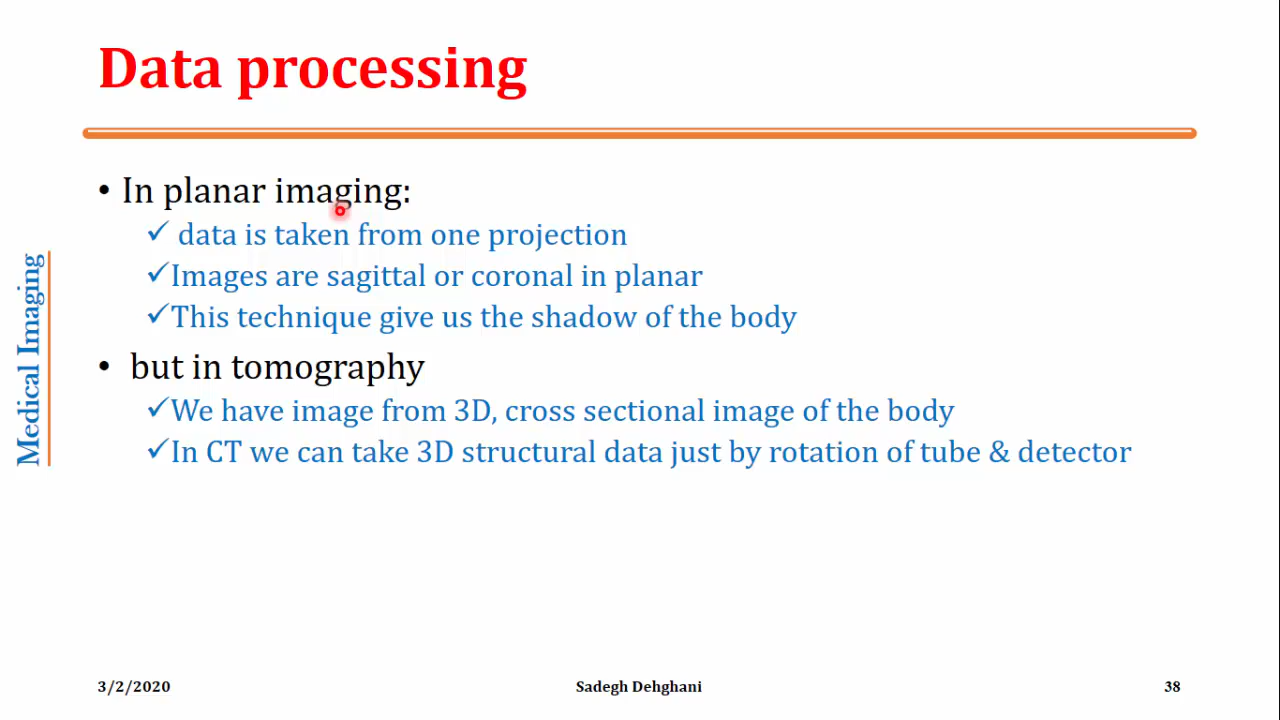 Data processing
• In planar imaging:
✓ data is taken from one projection
✓Images are sagittal or coronal in planar
✓This technique give us the shadow of the body
• but in tomography
✓We have image from 3D, cross sectional image of the body
✓In CT we can take 3D structural data just by rotation of tube & detector
Medical Imaging
3/2/2020
Sadegh Dehghani
38